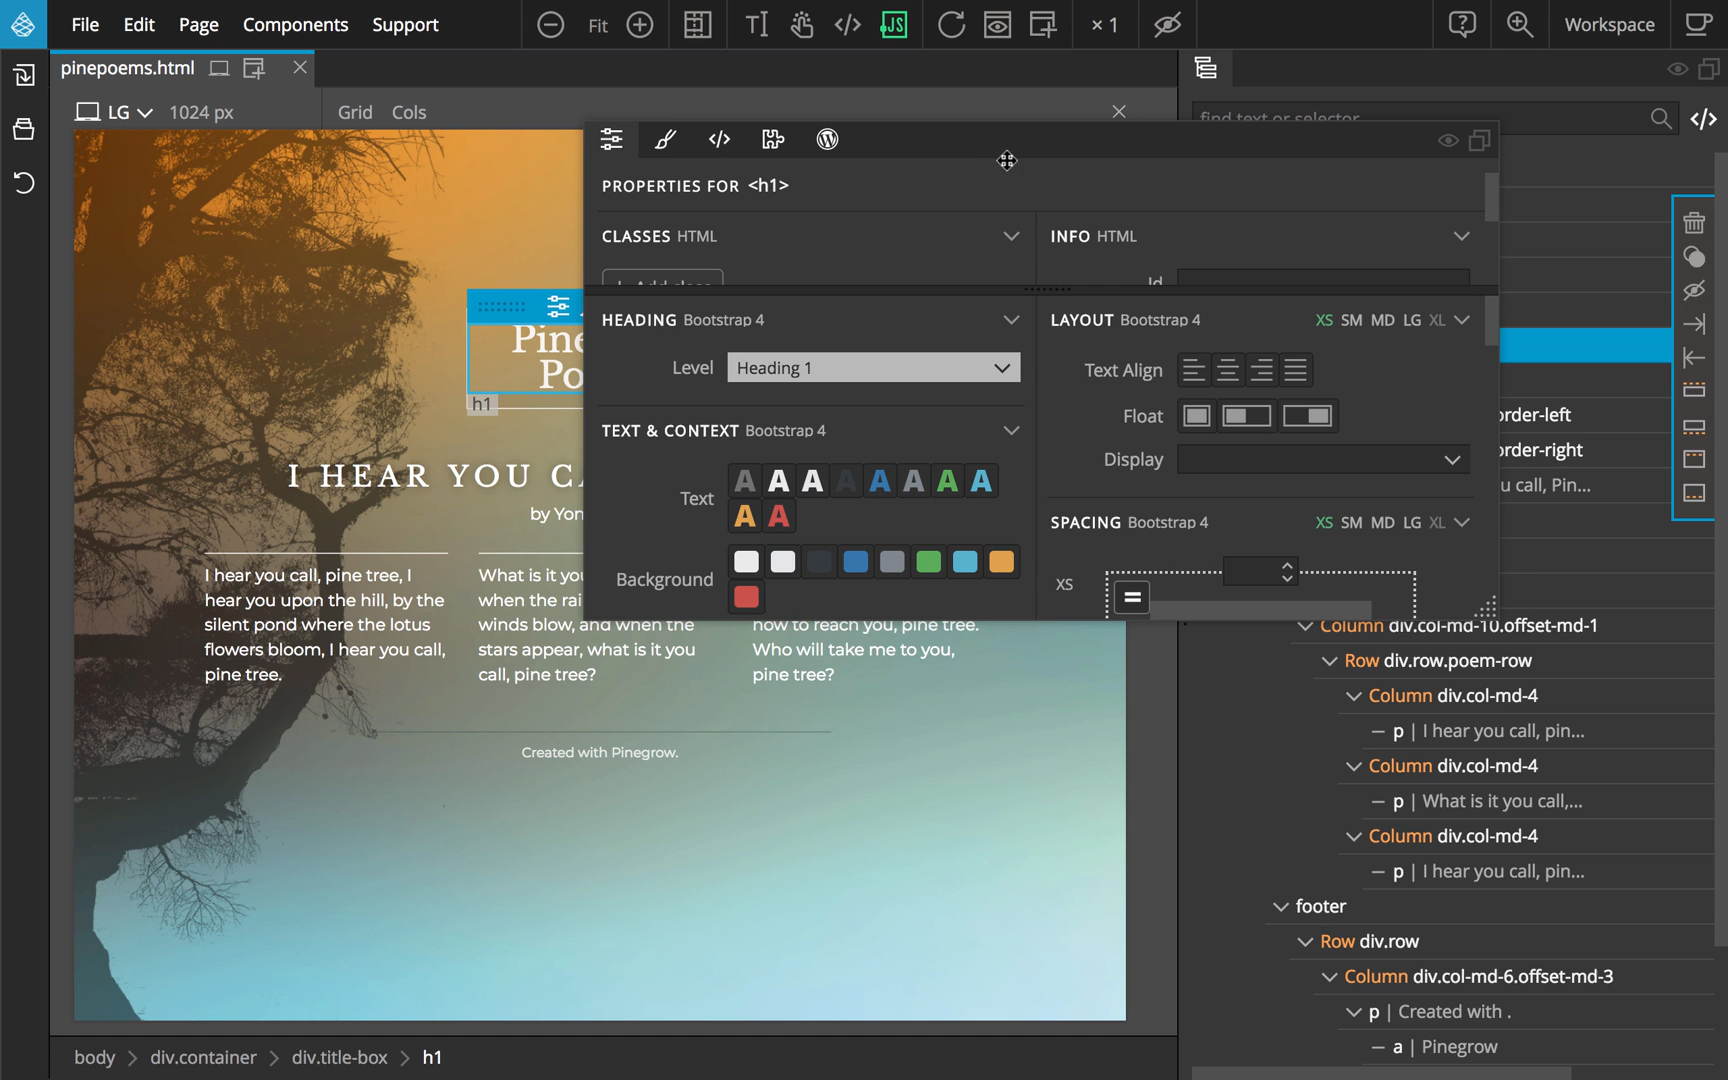 File Edit Page Components Support Fit TI JS × 1 Workspace
pinepoems.html
LG 1024 px Grid Cols
find text or selector
PROPERTIES FOR <h1>
CLASSES HTML
INFO HTML
Add class
Id
HEADING Bootstrap 4
Level Heading 1
TEXT & CONTEXT Bootstrap 4
Text A A A A A A A A
A A
Background
LAYOUT Bootstrap 4 XS SM MD LG XL
Text Align
Float
Display
SPACING Bootstrap 4 XS SM MD LG XL
XS
=
Pine
Po
h1
I HEAR YOU CA
by Yon
I hear you call, pine tree, I
hear you upon the hill, by the
silent pond where the lotus
flowers bloom, I hear you call,
pine tree.
What is it you
when the rai
winds blow, and when the
stars appear, what is it you
call, pine tree?
how to reach you, pine tree.
Who will take me to you,
pine tree?
Created with Pinegrow.
order-left
order-right
u call, Pin...
Column div.col-md-10.offset-md-1
Row div.row.poem-row
Column div.col-md-4
p | I hear you call, pin...
Column div.col-md-4
p | What is it you call,...
Column div.col-md-4
p | I hear you call, pin...
footer
Row div.row
Column div.col-md-6.offset-md-3
p | Created with .
a | Pinegrow
body > div.container > div.title-box > h1